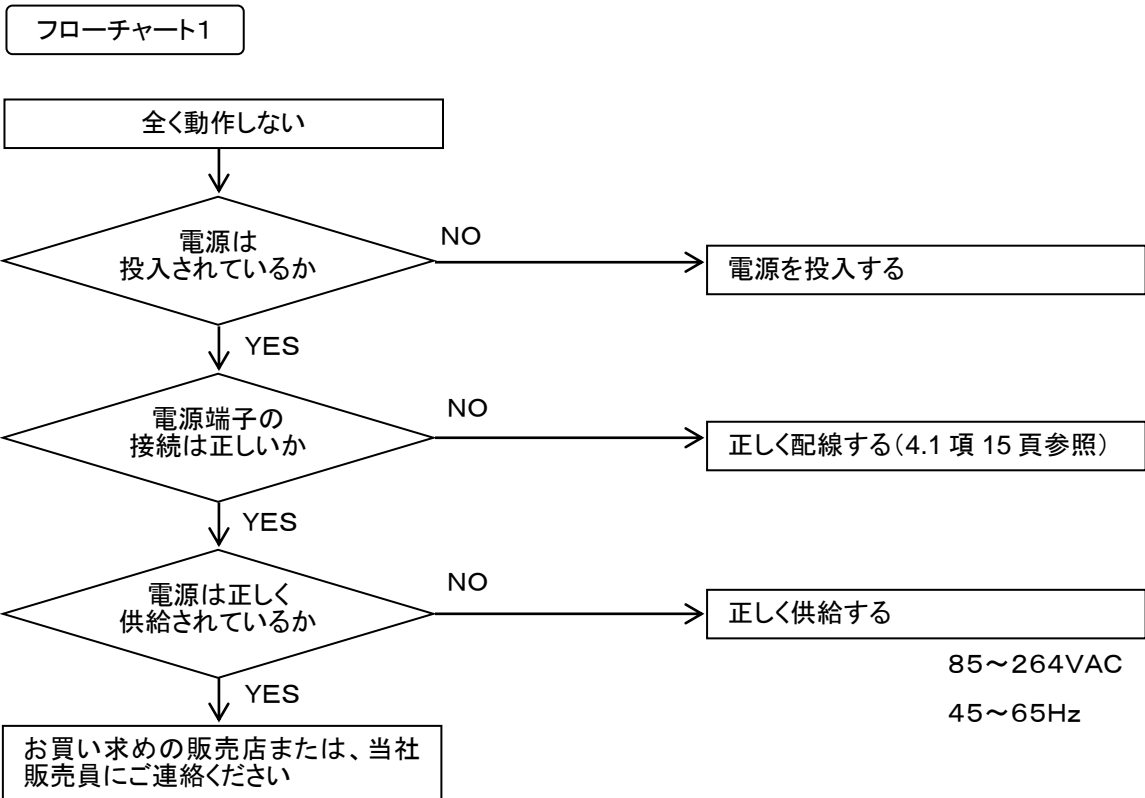 フローチャート１
全く動作しない
電源は
投入されているか
NO
電源を投入する
YES
電源端子の
接続は正しいか
NO
正しく配線する（4.1 項 15 頁参照）
YES
電源は正しく
供給されているか
NO
正しく供給する
85～264VAC
45～65Hz
YES
お買い求めの販売店または、当社
販売員にご連絡ください